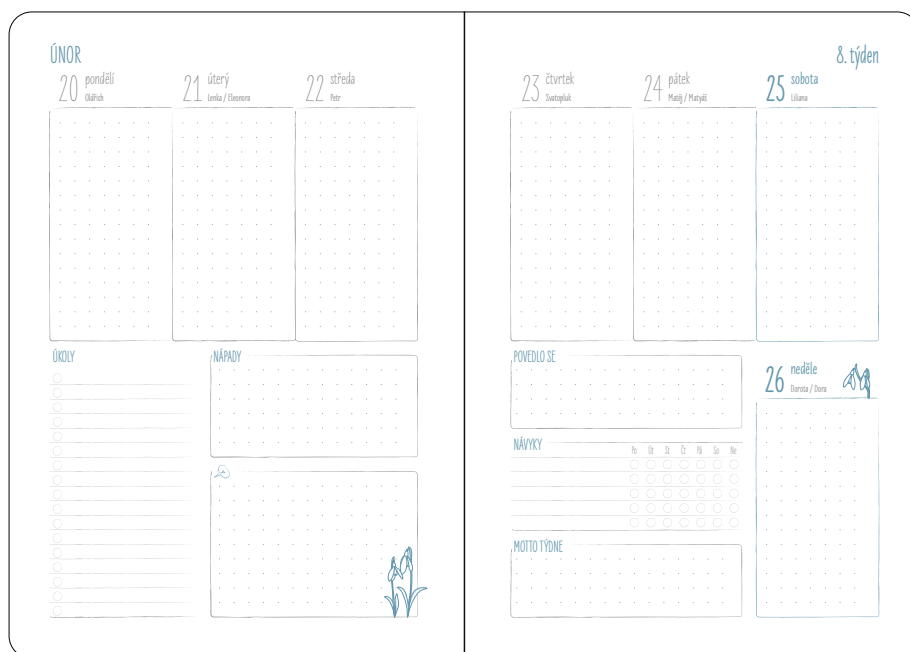 ÚNOR
20 pondělí
Oldřich
21 úterý
Lenka / Eleonora
22 středa
Petr
ÚKOLY
NÁPADY
8. týden
23 čtvrtek
Svatopluk
24 pátek
Matěj / Matyáš
25 sobota
Liliana
POVEDLO SE
NÁVYKY
Po Út St Čt Pá So Ne
MOTTO TÝDNE
26 neděle
Dorota / Dora